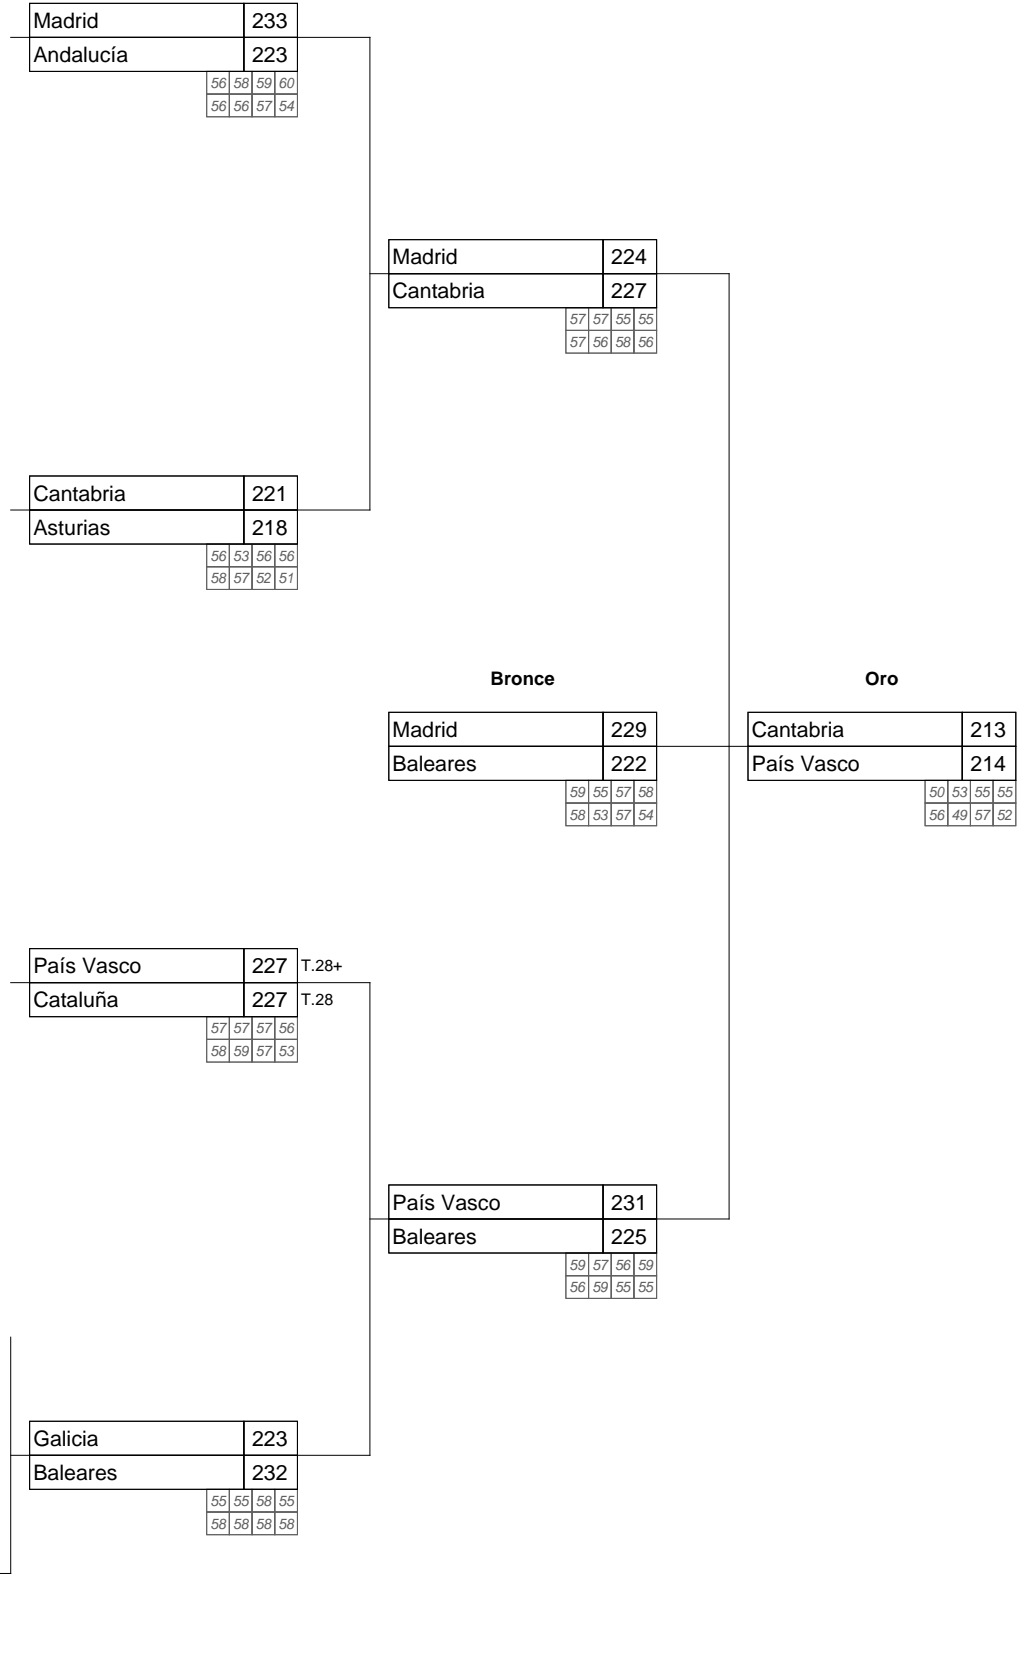 Madrid 233
Andalucía 223
56 58 59 60
56 56 57 54
Madrid 224
Cantabria 227
57 57 55 55
57 56 58 56
Cantabria 221
Asturias 218
56 53 56 56
58 57 52 51
Bronce
Madrid 229
Baleares 222
59 55 57 58
58 53 57 54
Oro
Cantabria 213
País Vasco 214
50 53 55 55
56 49 57 52
País Vasco 227 T.28+
Cataluña 227 T.28
57 57 57 56
58 59 57 53
País Vasco 231
Baleares 225
59 57 56 59
56 59 55 55
Galicia 223
Baleares 232
55 55 58 55
58 58 58 58